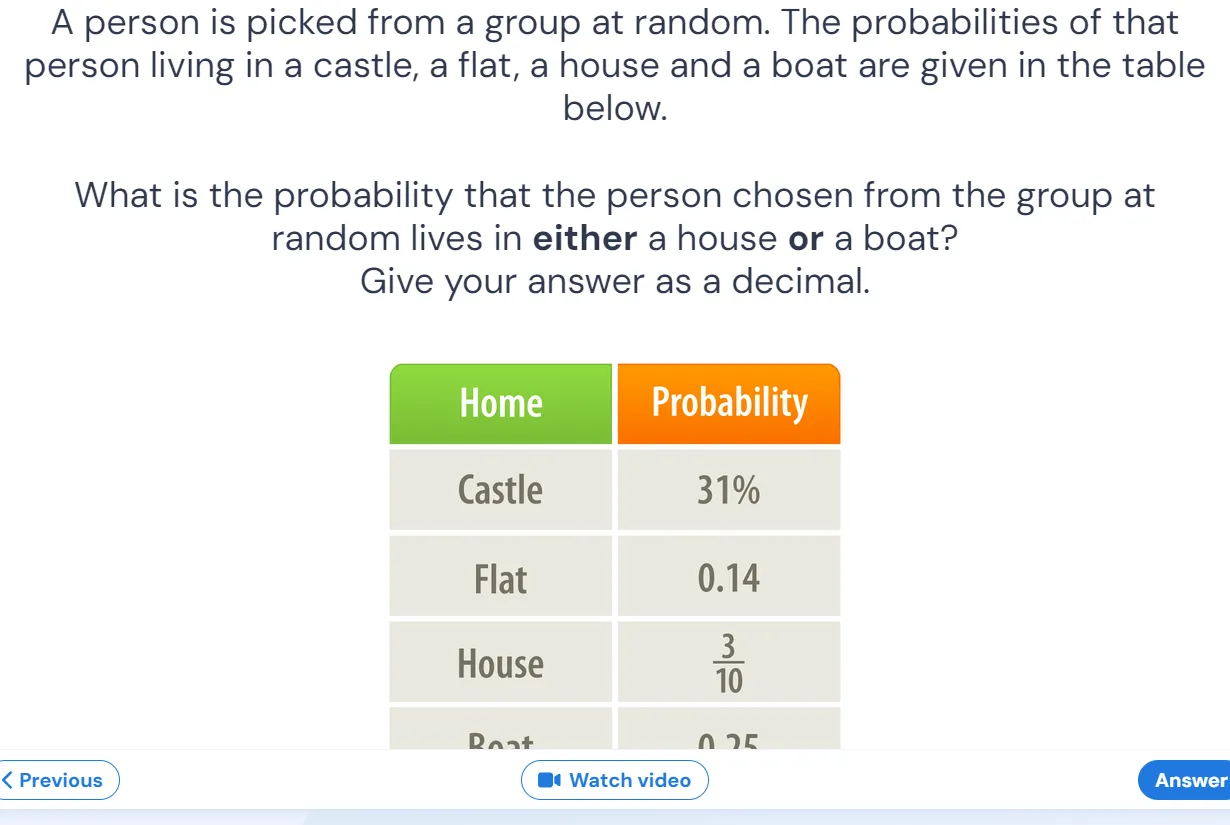 A person is picked from a group at random. The probabilities of that
person living in a castle, a flat, a house and a boat are given in the table
below.
What is the probability that the person chosen from the group at
random lives in either a house or a boat?
Give your answer as a decimal.
Home Probability
Castle 31%
Flat 0.14
House 3/10
Boat 0.25
Previous Watch video Answer